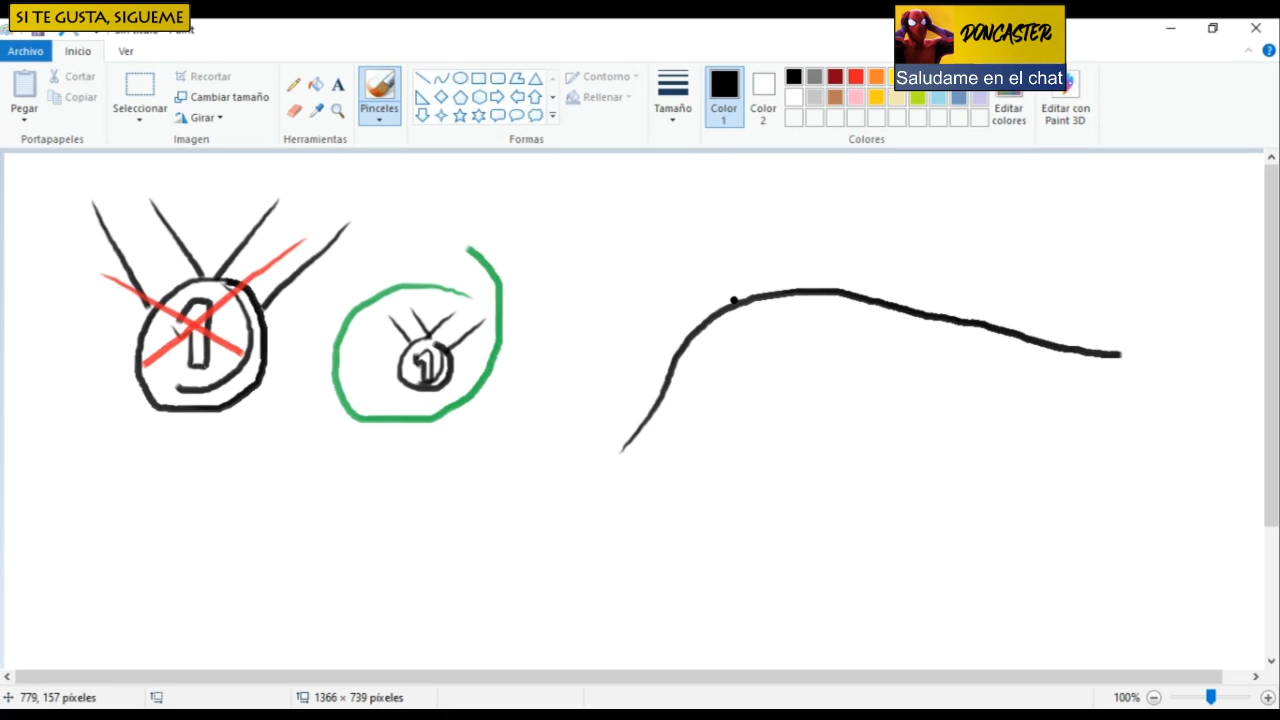 SI TE GUSTA, SIGUEME
DONCASTER
Saludame en el chat
Archivo
Inicio
Ver
Pegar
Cortar
Copiar
Portapapeles
Seleccionar
Recortar
Cambiar tamaño
Girar
Imagen
A
Herramientas
Pinceles
Contorno
Rellenar
Formas
Tamaño
Color
1
Color
2
Editar
colores
Editar con
Paint 3D
Colores
1
1
779, 157 píxeles
1366 × 739 píxeles
100%